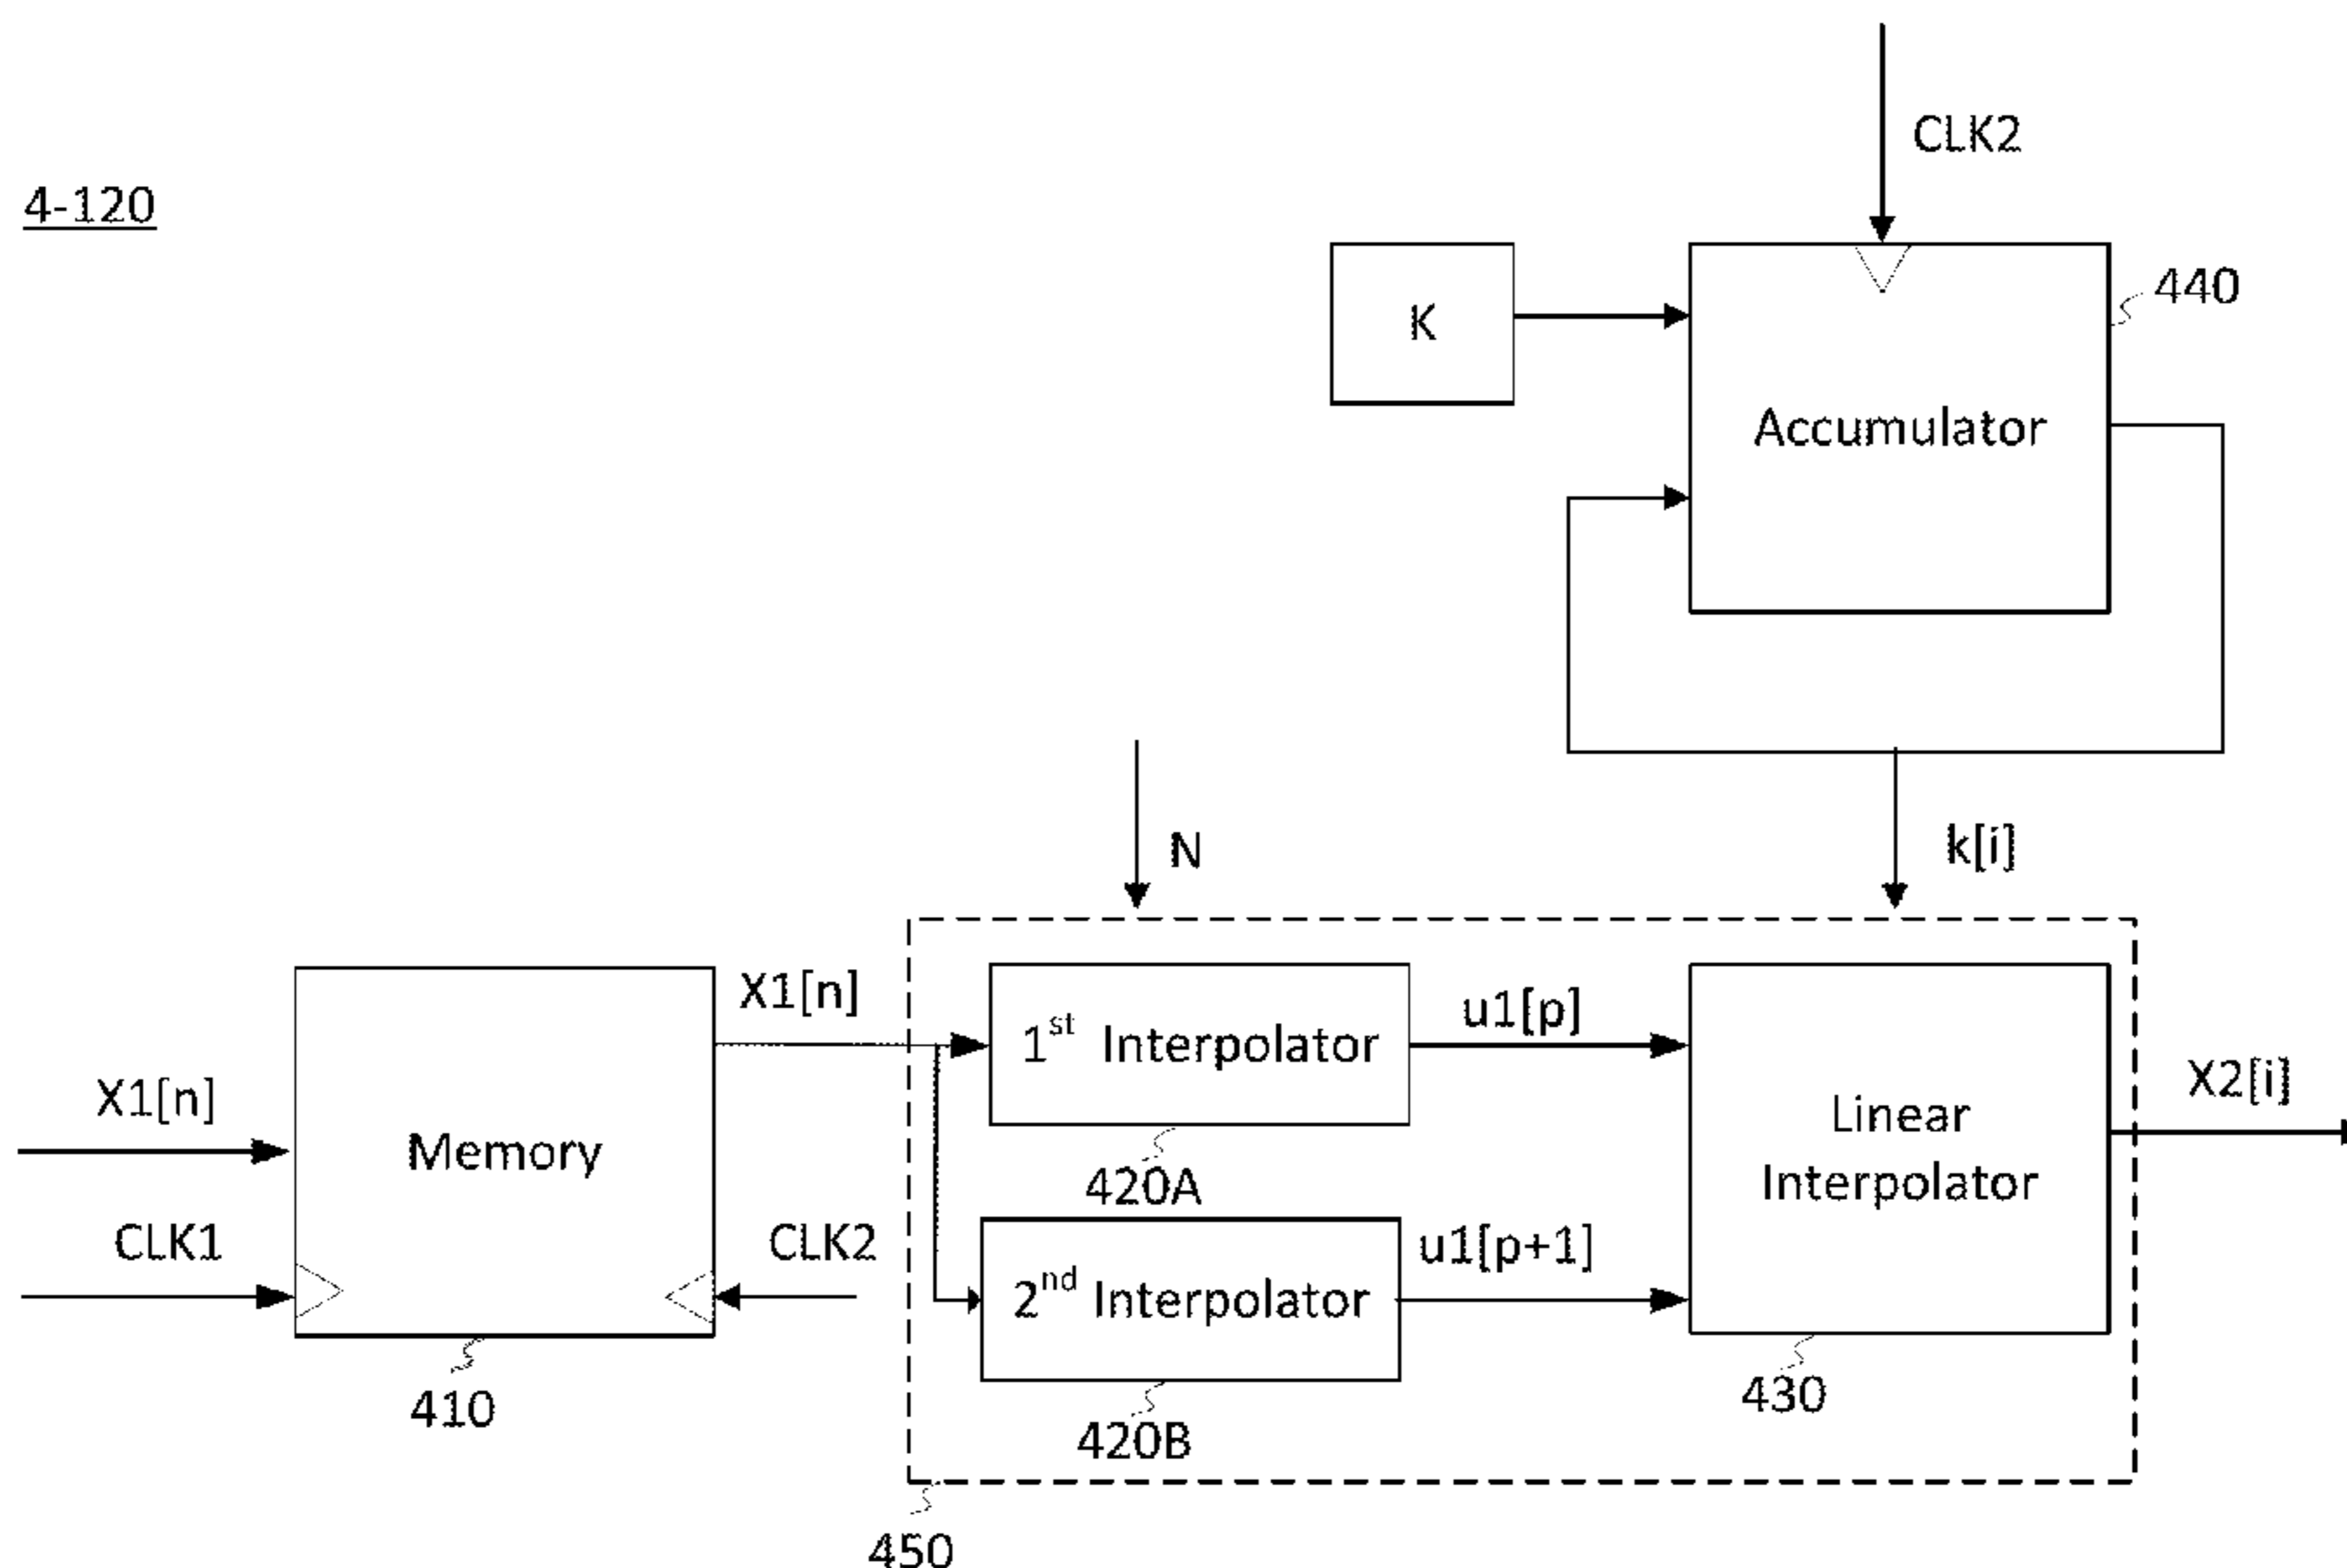 CLK2
4-120
K
440
Accumulator
N
k[i]
X1[n]
1st Interpolator
u1[p]
X1[n]
Memory
Linear
Interpolator
X2[i]
420A
CLK1
CLK2
2nd Interpolator
u1[p+1]
410
420B
430
450